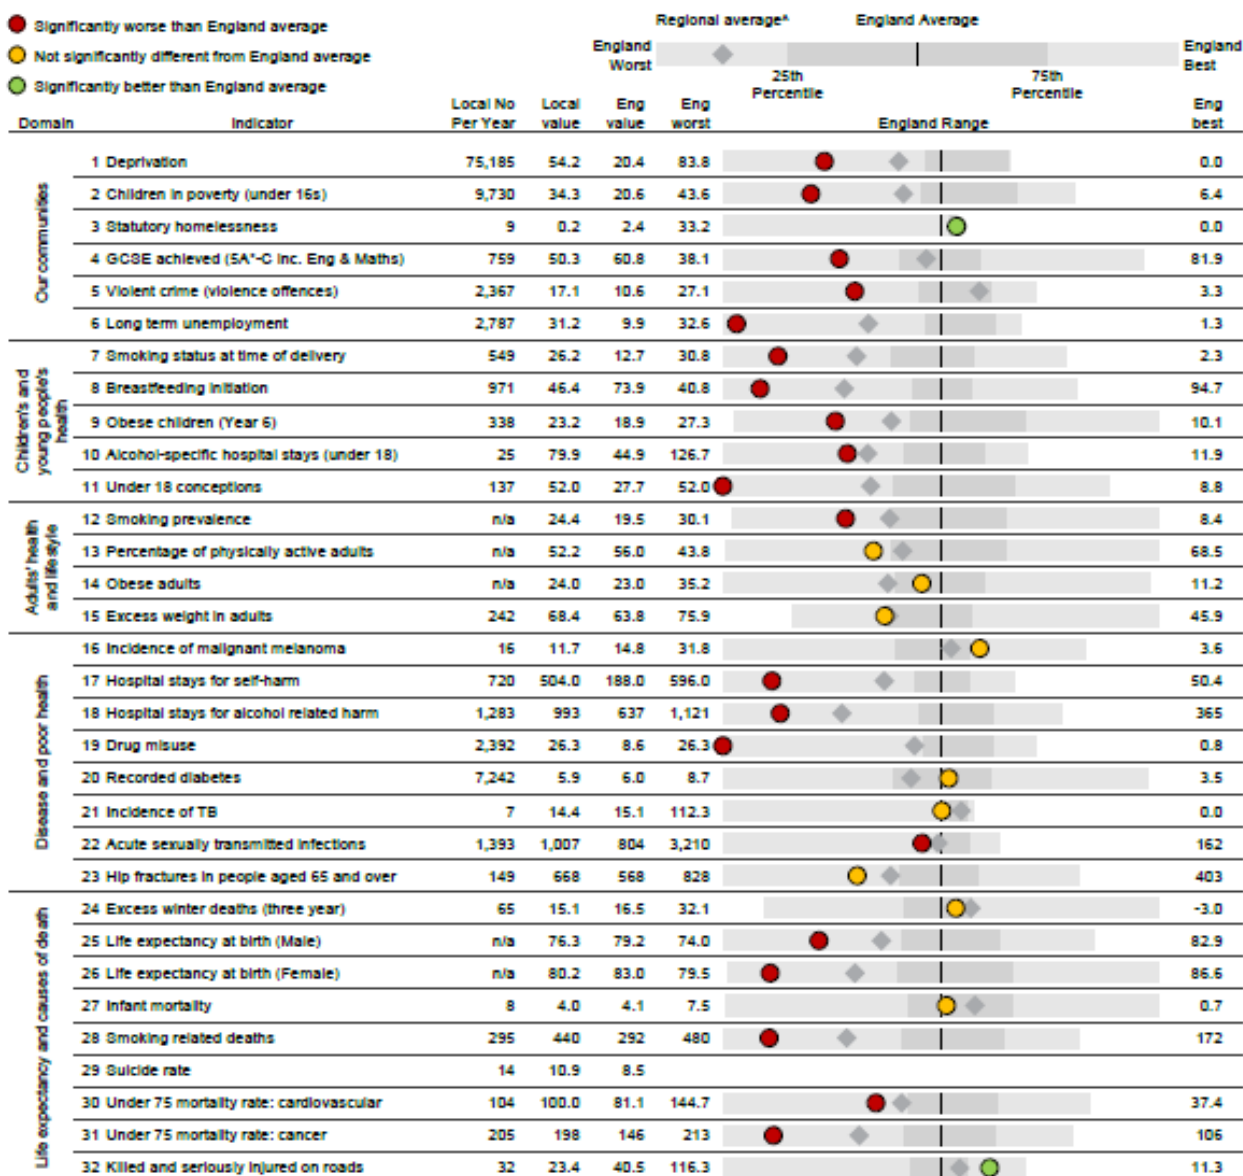 Significantly worse than England average
Not significantly different from England average
Significantly better than England average
Regional average^ England Average
England Worst England Best
25th Percentile 75th Percentile
Domain Indicator Local No Per Year Local value Eng value Eng worst England Range Eng best
Our communities
1 Deprivation 75,185 54.2 20.4 83.8 0.0
2 Children in poverty (under 16s) 9,730 34.3 20.6 43.6 6.4
3 Statutory homelessness 9 0.2 2.4 33.2 0.0
4 GCSE achieved (5A*-C inc. Eng & Maths) 759 50.3 60.8 38.1 81.9
5 Violent crime (violence offences) 2,367 17.1 10.6 27.1 3.3
6 Long term unemployment 2,787 31.2 9.9 32.6 1.3
Children's and young people's health
7 Smoking status at time of delivery 549 26.2 12.7 30.8 2.3
8 Breastfeeding initiation 971 46.4 73.9 40.8 94.7
9 Obese children (Year 6) 338 23.2 18.9 27.3 10.1
10 Alcohol-specific hospital stays (under 18) 25 79.9 44.9 126.7 11.9
11 Under 18 conceptions 137 52.0 27.7 52.0 8.8
Adults' health and lifestyle
12 Smoking prevalence n/a 24.4 19.5 30.1 8.4
13 Percentage of physically active adults n/a 52.2 56.0 43.8 68.5
14 Obese adults n/a 24.0 23.0 35.2 11.2
15 Excess weight in adults 242 68.4 63.8 75.9 45.9
Disease and poor health
16 Incidence of malignant melanoma 16 11.7 14.8 31.8 3.6
17 Hospital stays for self-harm 720 504.0 188.0 596.0 50.4
18 Hospital stays for alcohol related harm 1,283 993 637 1,121 365
19 Drug misuse 2,392 26.3 8.6 26.3 0.8
20 Recorded diabetes 7,242 5.9 6.0 8.7 3.5
21 Incidence of TB 7 14.4 15.1 112.3 0.0
22 Acute sexually transmitted infections 1,393 1,007 804 3,210 162
23 Hip fractures in people aged 65 and over 149 668 568 828 403
Life expectancy and causes of death
24 Excess winter deaths (three year) 65 15.1 16.5 32.1 -3.0
25 Life expectancy at birth (Male) n/a 76.3 79.2 74.0 82.9
26 Life expectancy at birth (Female) n/a 80.2 83.0 79.5 86.6
27 Infant mortality 8 4.0 4.1 7.5 0.7
28 Smoking related deaths 295 440 292 480 172
29 Suicide rate 14 10.9 8.5
30 Under 75 mortality rate: cardiovascular 104 100.0 81.1 144.7 37.4
31 Under 75 mortality rate: cancer 205 198 146 213 106
32 Killed and seriously injured on roads 32 23.4 40.5 116.3 11.3